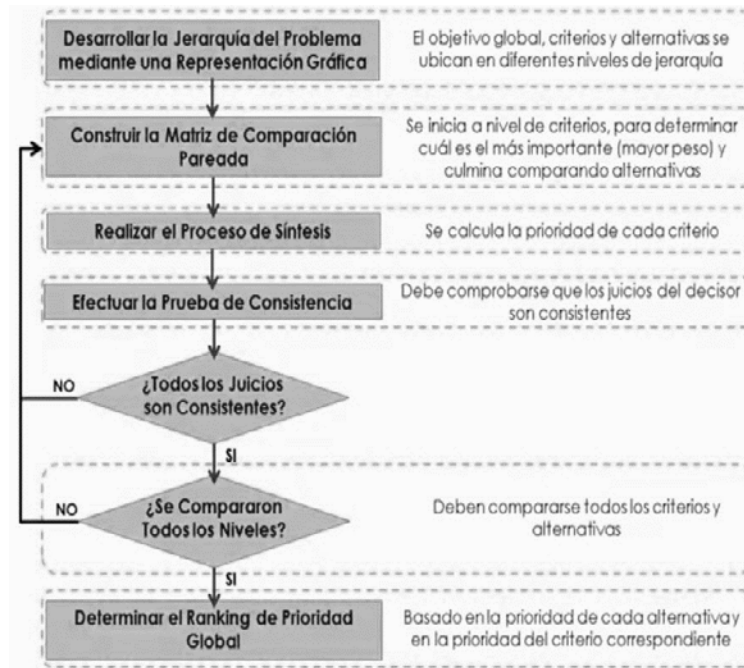 Desarrollar la Jerarquía del Problema
mediante una Representación Gráfica
El objetivo global, criterios y alternativas se
ubican en diferentes niveles de jerarquía
Construir la Matriz de Comparación
Pareada
Se inicia a nivel de criterios, para determinar
cuál es el más importante (mayor peso) y
culmina comparando alternativas
Realizar el Proceso de Síntesis
Se calcula la prioridad de cada criterio
Efectuar la Prueba de Consistencia
Debe comprobarse que los juicios del decisor
son consistentes
NO
¿Todos los Juicios
son Consistentes?
SI
NO
¿Se Compararon
Todos los Niveles?
Deben compararse todos los criterios y
alternativas
SI
Determinar el Ranking de Prioridad
Global
Basado en la prioridad de cada alternativa y
en la prioridad del criterio correspondiente